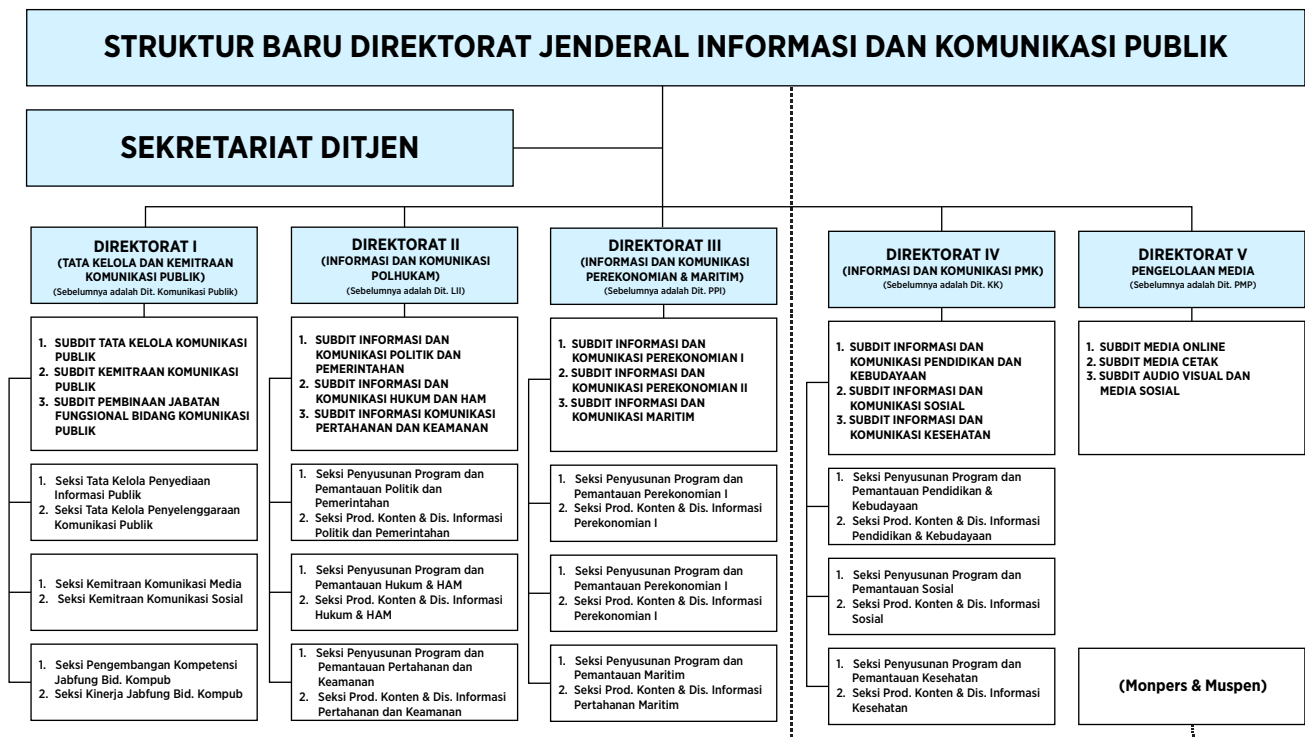 STRUKTUR BARU DIREKTORAT JENDERAL INFORMASI DAN KOMUNIKASI PUBLIK
SEKRETARIAT DITJEN
DIREKTORAT I
(TATA KELOLA DAN KEMITRAAN
KOMUNIKASI PUBLIK)
(Sebelumnya adalah Dit. Komunikasi Publik)
1. SUBDIT TATA KELOLA KOMUNIKASI
PUBLIK
2. SUBDIT KEMITRAAN KOMUNIKASI
PUBLIK
3. SUBDIT PEMBINAAN JABATAN
FUNGSIONAL BIDANG KOMUNIKASI
PUBLIK
1. Seksi Tata Kelola Penyediaan
Informasi Publik
2. Seksi Tata Kelola Penyelenggaraan
Komunikasi Publik
1. Seksi Kemitraan Komunikasi Media
2. Seksi Kemitraan Komunikasi Sosial
1. Seksi Pengembangan Kompetensi
Jabfung Bid. Kompub
2. Seksi Kinerja Jabfung Bid. Kompub
DIREKTORAT II
(INFORMASI DAN KOMUNIKASI
POLHUKAM)
(Sebelumnya adalah Dit. LII)
1. SUBDIT INFORMASI DAN
KOMUNIKASI POLITIK DAN
PEMERINTAHAN
2. SUBDIT INFORMASI DAN
KOMUNIKASI HUKUM DAN HAM
3. SUBDIT INFORMASI KOMUNIKASI
PERTAHANAN DAN KEAMANAN
1. Seksi Penyusunan Program dan
Pemantauan Politik dan
Pemerintahan
2. Seksi Prod. Konten & Dis. Informasi
Politik dan Pemerintahan
1. Seksi Penyusunan Program dan
Pemantauan Hukum & HAM
2. Seksi Prod. Konten & Dis. Informasi
Hukum & HAM
1. Seksi Penyusunan Program dan
Pemantauan Pertahanan dan
Keamanan
2. Seksi Prod. Konten & Dis. Informasi
Pertahanan dan Keamanan
DIREKTORAT III
(INFORMASI DAN KOMUNIKASI
PEREKONOMIAN & MARITIM)
(Sebelumnya adalah Dit. PPI)
1. SUBDIT INFORMASI DAN
KOMUNIKASI PEREKONOMIAN I
2. SUBDIT INFORMASI DAN
KOMUNIKASI PEREKONOMIAN II
3. SUBDIT INFORMASI DAN
KOMUNIKASI MARITIM
1. Seksi Penyusunan Program dan
Pemantauan Perekonomian I
2. Seksi Prod. Konten & Dis. Informasi
Perekonomian I
1. Seksi Penyusunan Program dan
Pemantauan Perekonomian I
2. Seksi Prod. Konten & Dis. Informasi
Perekonomian I
1. Seksi Penyusunan Program dan
Pemantauan Maritim
2. Seksi Prod. Konten & Dis. Informasi
Pertahanan Maritim
DIREKTORAT IV
(INFORMASI DAN KOMUNIKASI PMK)
(Sebelumnya adalah Dit. KK)
1. SUBDIT INFORMASI DAN
KOMUNIKASI PENDIDIKAN DAN
KEBUDAYAAN
2. SUBDIT INFORMASI DAN
KOMUNIKASI SOSIAL
3. SUBDIT INFORMASI DAN
KOMUNIKASI KESEHATAN
1. Seksi Penyusunan Program dan
Pemantauan Pendidikan &
Kebudayaan
2. Seksi Prod. Konten & Dis. Informasi
Pendidikan & Kebudayaan
1. Seksi Penyusunan Program dan
Pemantauan Sosial
2. Seksi Prod. Konten & Dis. Informasi
Sosial
1. Seksi Penyusunan Program dan
Pemantauan Kesehatan
2. Seksi Prod. Konten & Dis. Informasi
Kesehatan
DIREKTORAT V
PENGELOLAAN MEDIA
(Sebelumnya adalah Dit. PMP)
1. SUBDIT MEDIA ONLINE
2. SUBDIT MEDIA CETAK
3. SUBDIT AUDIO VISUAL DAN
MEDIA SOSIAL
(Monpers & Muspen)